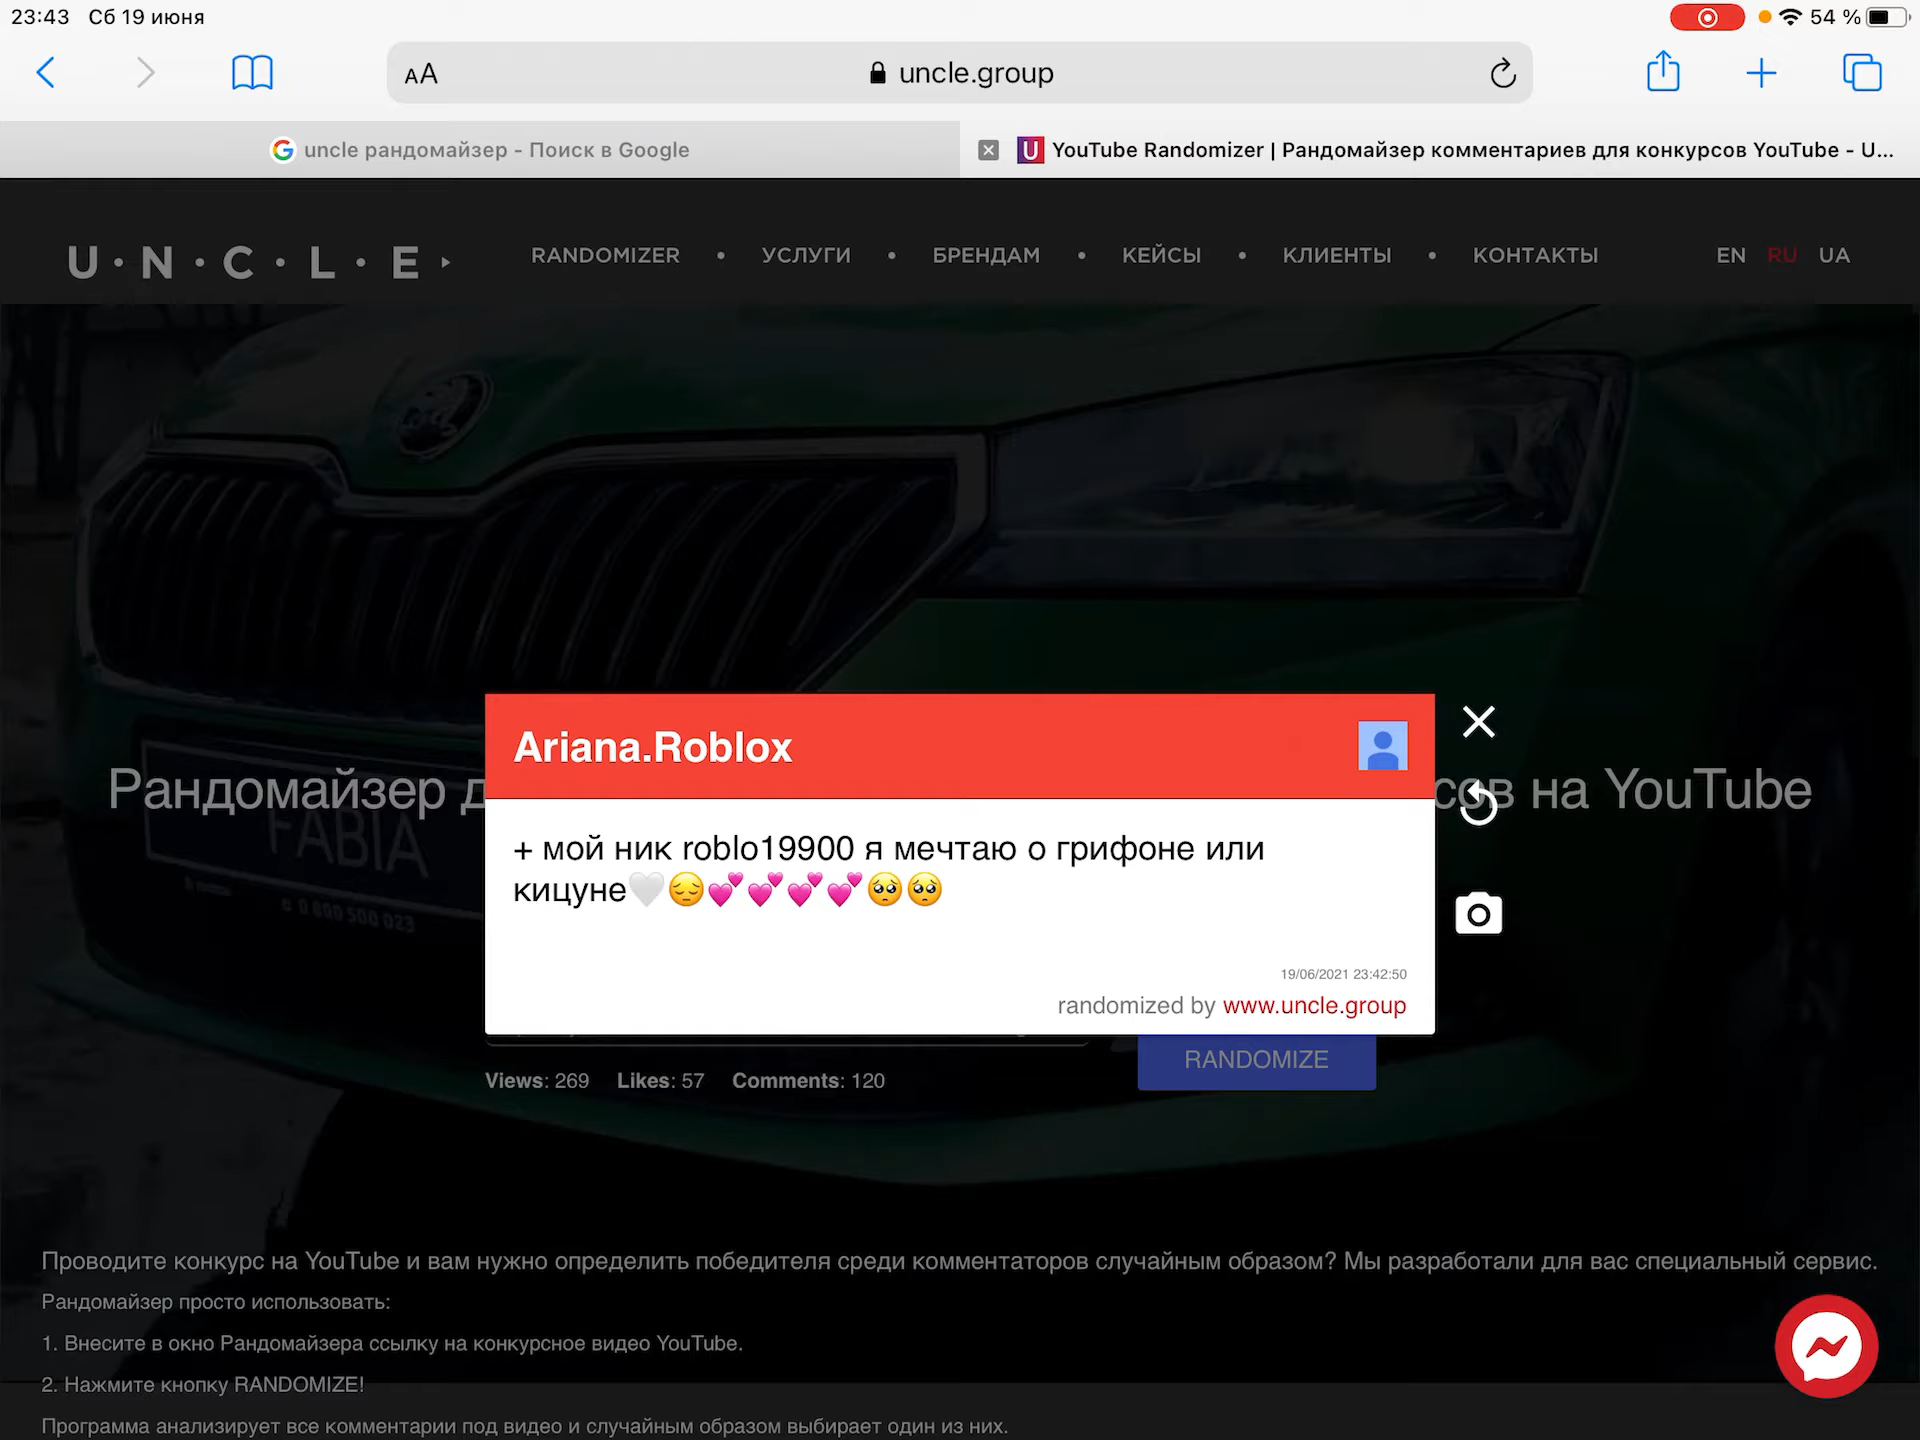 23:43 Сб 19 июня
54 %
AA
uncle.group
uncle рандомайзер - Поиск в Google
YouTube Randomizer | Рандомайзер комментариев для конкурсов YouTube - U...
U·N·C·L·E
RANDOMIZER • УСЛУГИ • БРЕНДАМ • КЕЙСЫ • КЛИЕНТЫ • КОНТАКТЫ
EN RU UA
Ariana.Roblox
Рандомайзер д
сов на YouTube
FABIA
+ мой ник roblo19900 я мечтаю о грифоне или
кицуне🤍😔💕💕💕💕🥺🥺
0 800 500 023
19/06/2021 23:42:50
randomized by www.uncle.group
RANDOMIZE
Views: 269 Likes: 57 Comments: 120
Проводите конкурс на YouTube и вам нужно определить победителя среди комментаторов случайным образом? Мы разработали для вас специальный сервис.
Рандомайзер просто использовать:
1. Внесите в окно Рандомайзера ссылку на конкурсное видео YouTube.
2. Нажмите кнопку RANDOMIZE!
Программа анализирует все комментарии под видео и случайным образом выбирает один из них.